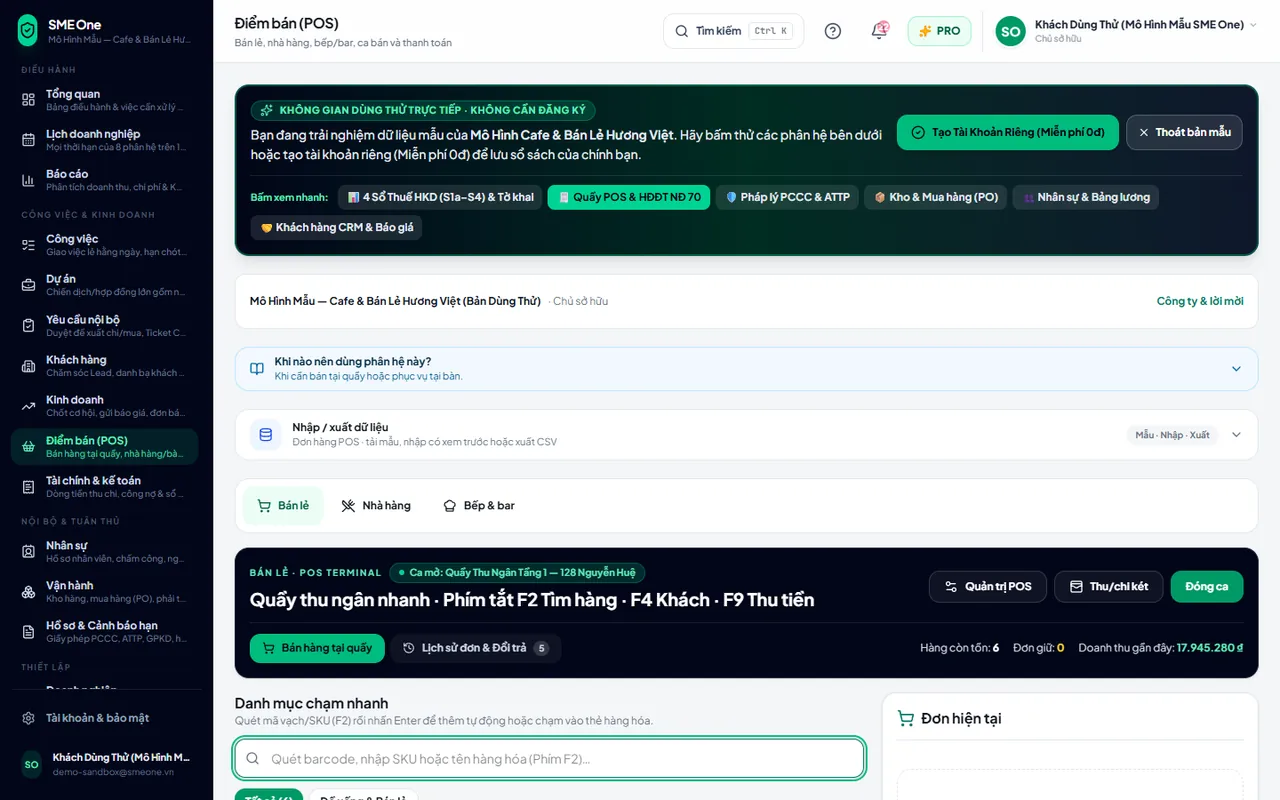 SME One
Mô Hình Mẫu — Cafe & Bán Lẻ Hư...
ĐIỀU HÀNH
Tổng quan
Bảng điều hành & việc cần xử lý ...
Lịch doanh nghiệp
Mọi thời hạn của 8 phân hệ trên 1...
Báo cáo
Phân tích doanh thu, chi phí & K...
CÔNG VIỆC & KINH DOANH
Công việc
Giao việc lẻ hằng ngày, hạn chót...
Dự án
Chiến dịch/hợp đồng lớn gồm n...
Yêu cầu nội bộ
Duyệt đề xuất chi/mua, Ticket C...
Khách hàng
Chăm sóc Lead, danh bạ khách ...
Kinh doanh
Chốt cơ hội, gửi báo giá, đơn bá...
Điểm bán (POS)
Bán hàng tại quầy, nhà hàng/bà...
Tài chính & kế toán
Dòng tiền thu chi, công nợ & sổ ...
NỘI BỘ & TUÂN THỦ
Nhân sự
Hồ sơ nhân viên, chấm công, ng...
Vận hành
Kho hàng, mua hàng (PO), phải t...
Hồ sơ & Cảnh báo hạn
Giấy phép PCCC, ATTP, GPKD, h...
THIẾT LẬP
Tài khoản & bảo mật
SO
Khách Dùng Thử (Mô Hình M...
demo-sandbox@smeone.vn
Điểm bán (POS)
Bán lẻ, nhà hàng, bếp/bar, ca bán và thanh toán
Tìm kiếm Ctrl K
PRO
SO
Khách Dùng Thử (Mô Hình Mẫu SME One)
Chủ sở hữu
KHÔNG GIAN DÙNG THỬ TRỰC TIẾP · KHÔNG CẦN ĐĂNG KÝ
Bạn đang trải nghiệm dữ liệu mẫu của Mô Hình Cafe & Bán Lẻ Hương Việt. Hãy bấm thử các phân hệ bên dưới
hoặc tạo tài khoản riêng (Miễn phí 0đ) để lưu sổ sách của chính bạn.
Tạo Tài Khoản Riêng (Miễn phí 0đ)
Thoát bản mẫu
Bấm xem nhanh:
4 Sổ Thuế HKD (S1a–S4) & Tờ khai
Quầy POS & HĐĐT NĐ 70
Pháp lý PCCC & ATTP
Kho & Mua hàng (PO)
Nhân sự & Bảng lương
Khách hàng CRM & Báo giá
Mô Hình Mẫu — Cafe & Bán Lẻ Hương Việt (Bản Dùng Thử) · Chủ sở hữu
Công ty & lời mời
Khi nào nên dùng phân hệ này?
Khi cần bán tại quầy hoặc phục vụ tại bàn.
Nhập / xuất dữ liệu
Đơn hàng POS · tải mẫu, nhập có xem trước hoặc xuất CSV
Mẫu · Nhập · Xuất
Bán lẻ
Nhà hàng
Bếp & bar
BÁN LẺ · POS TERMINAL
Ca mở: Quầy Thu Ngân Tầng 1 — 128 Nguyễn Huệ
Quầy thu ngân nhanh · Phím tắt F2 Tìm hàng · F4 Khách · F9 Thu tiền
Quản trị POS
Thu/chi két
Đóng ca
Bán hàng tại quầy
Lịch sử đơn & Đổi trả 5
Hàng còn tồn: 6 Đơn giữ: 0 Doanh thu gần đây: 17.945.280 ₫
Danh mục chạm nhanh
Quét mã vạch/SKU (F2) rồi nhấn Enter để thêm tự động hoặc chạm vào thẻ hàng hóa.
Quét barcode, nhập SKU hoặc tên hàng hóa (Phím F2)...
Đơn hiện tại